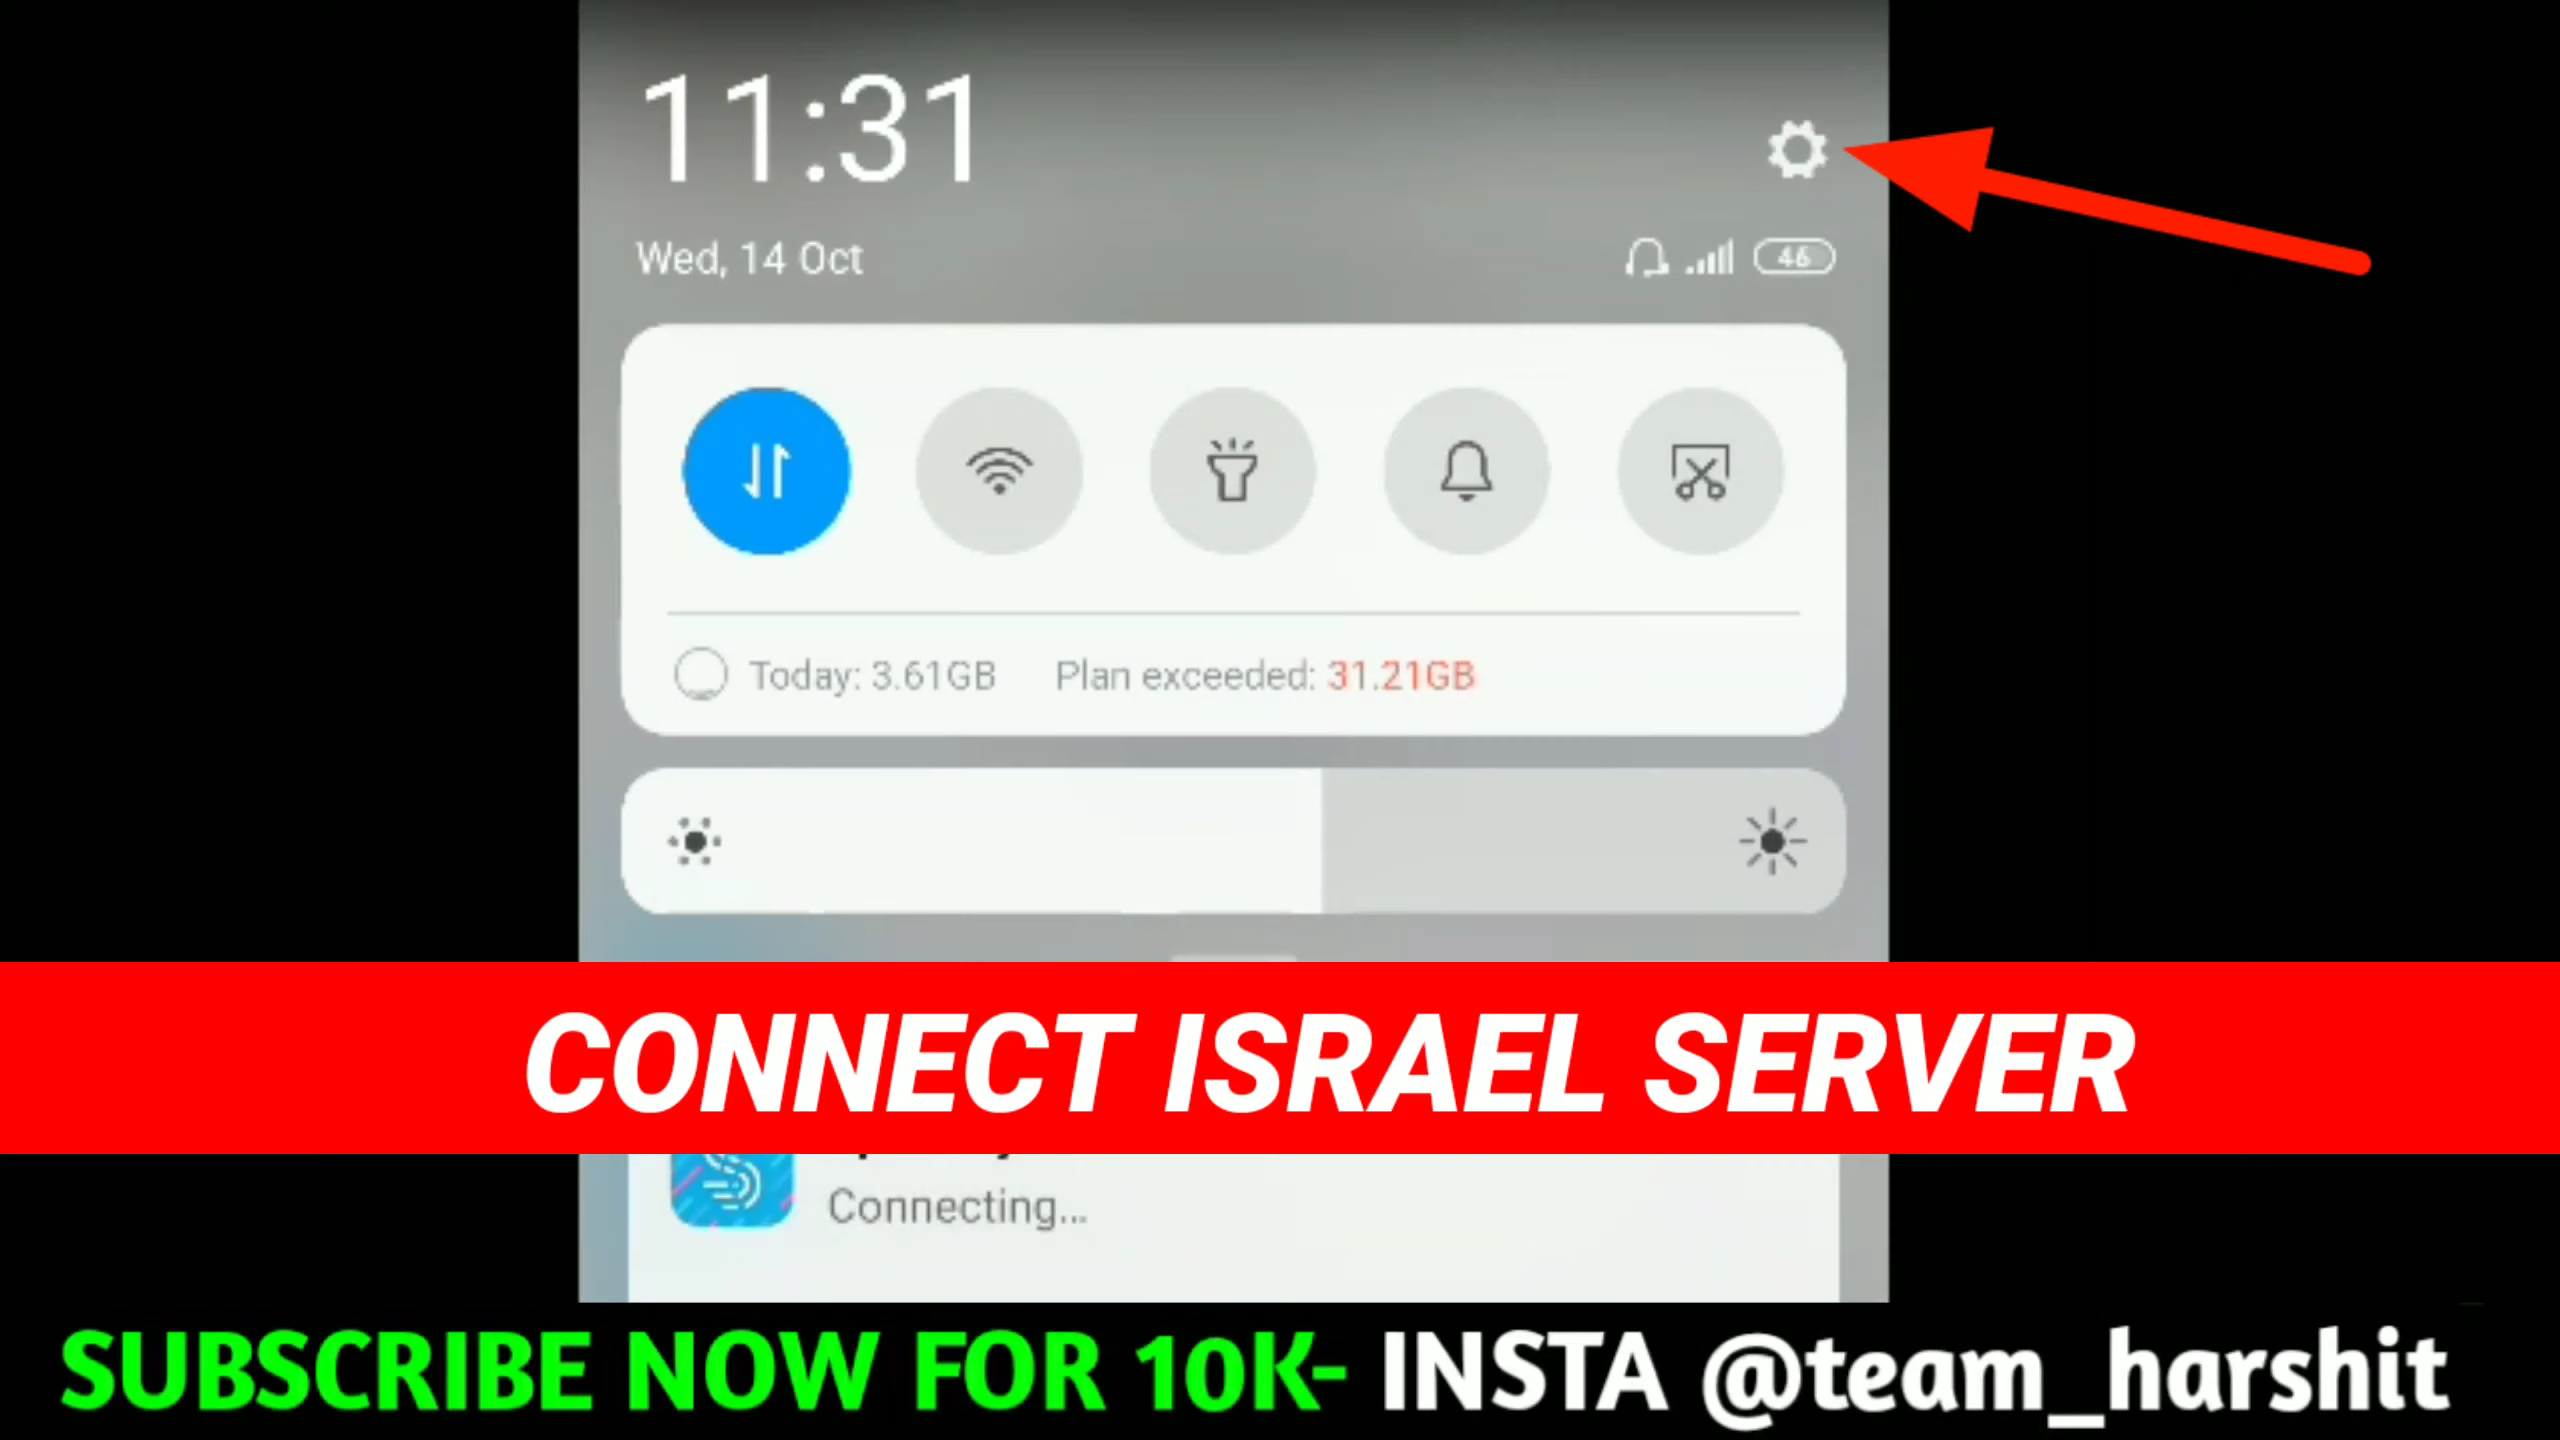 11:31
Wed, 14 Oct
46
Today: 3.61GB Plan exceeded: 31.21GB
CONNECT ISRAEL SERVER
Connecting...
SUBSCRIBE NOW FOR 10K- INSTA @team_harshit